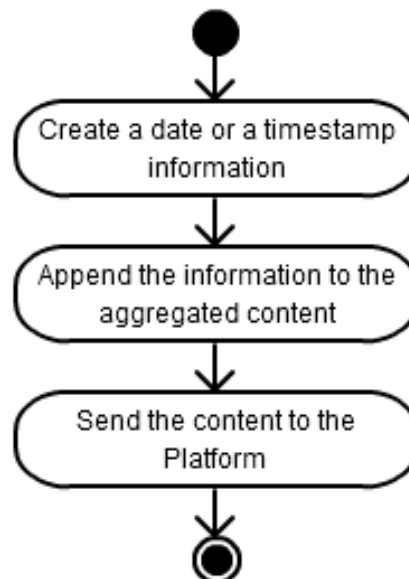 Create a date or a timestamp
information
Append the information to the
aggregated content
Send the content to the
Platform